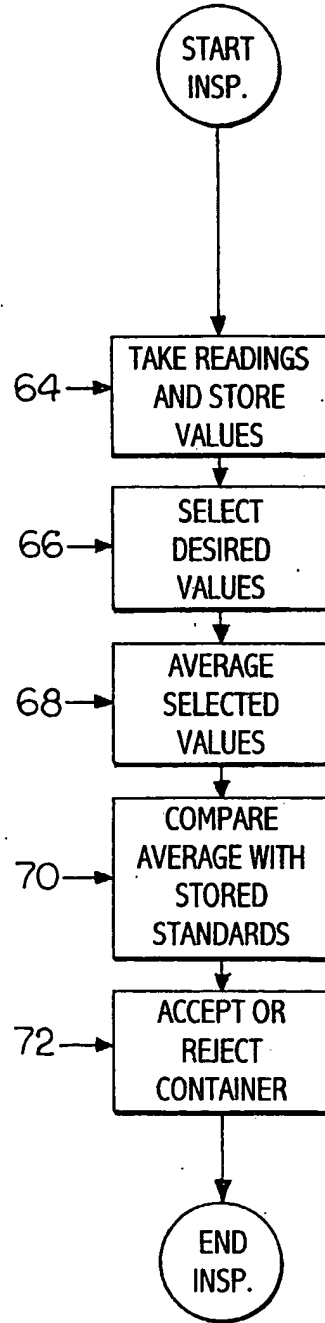 START
INSP.
64
TAKE READINGS
AND STORE
VALUES
66
SELECT
DESIRED
VALUES
68
AVERAGE
SELECTED
VALUES
70
COMPARE
AVERAGE WITH
STORED
STANDARDS
72
ACCEPT OR
REJECT
CONTAINER
END
INSP.